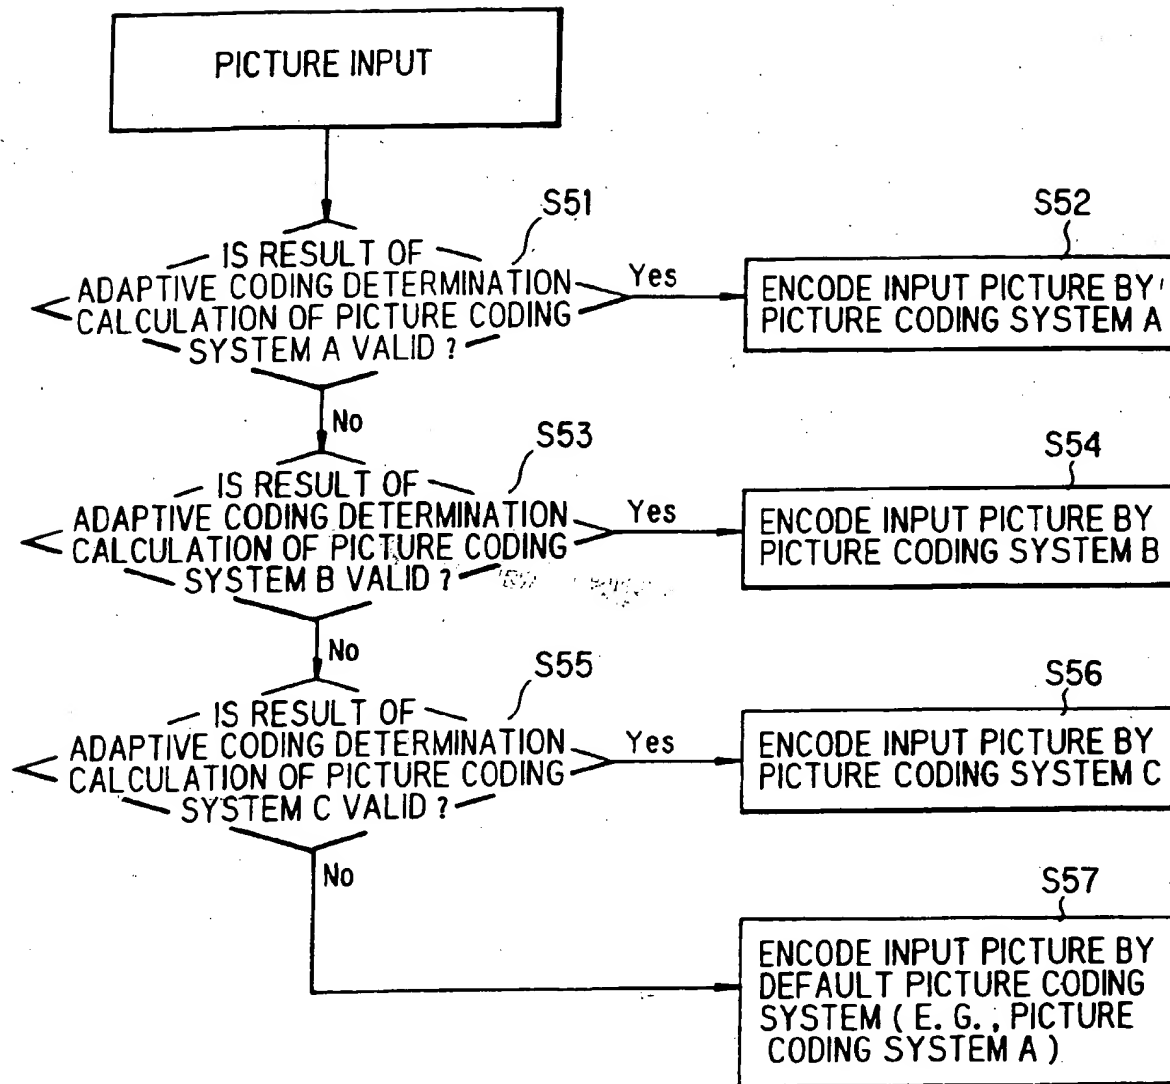 PICTURE INPUT
S51
IS RESULT OF
ADAPTIVE CODING DETERMINATION
CALCULATION OF PICTURE CODING
SYSTEM A VALID ?
Yes
S52
ENCODE INPUT PICTURE BY
PICTURE CODING SYSTEM A
No
S53
IS RESULT OF
ADAPTIVE CODING DETERMINATION
CALCULATION OF PICTURE CODING
SYSTEM B VALID ?
Yes
S54
ENCODE INPUT PICTURE BY
PICTURE CODING SYSTEM B
No
S55
IS RESULT OF
ADAPTIVE CODING DETERMINATION
CALCULATION OF PICTURE CODING
SYSTEM C VALID ?
Yes
S56
ENCODE INPUT PICTURE BY
PICTURE CODING SYSTEM C
No
S57
ENCODE INPUT PICTURE BY
DEFAULT PICTURE CODING
SYSTEM ( E. G. , PICTURE
CODING SYSTEM A )